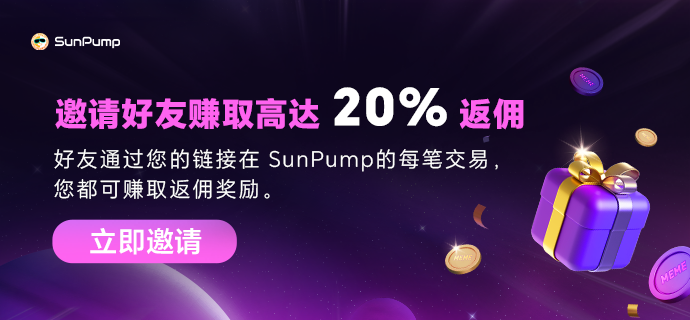 SunPump
邀请好友赚取高达 20% 返佣
好友通过您的链接在 SunPump的每笔交易，
您都可赚取返佣奖励。
立即邀请
MEME
MEME